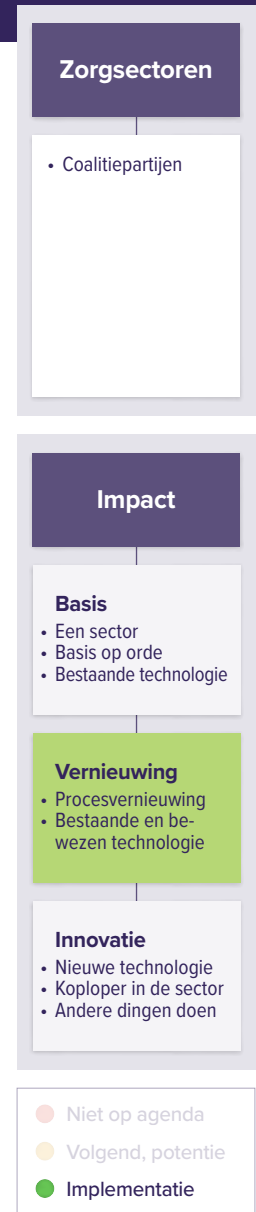 Zorgsectoren
• Coalitiepartijen
Impact
Basis
• Een sector
• Basis op orde
• Bestaande technologie
Vernieuwing
• Procesvernieuwing
• Bestaande en be-
wezen technologie
Innovatie
• Nieuwe technologie
• Koploper in de sector
• Andere dingen doen
Niet op agenda
Volgend, potentie
Implementatie